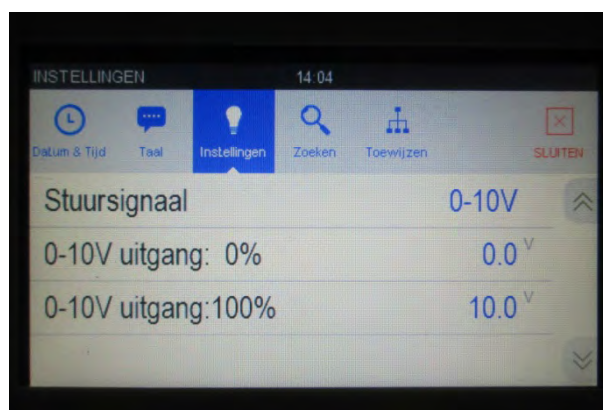 INSTELLINGEN 14:04
Datum & Tijd Taal Instellingen Zoeken Toewijzen SLUITEN
Stuursignaal 0-10V
0-10V uitgang: 0% 0.0 V
0-10V uitgang:100% 10.0 V